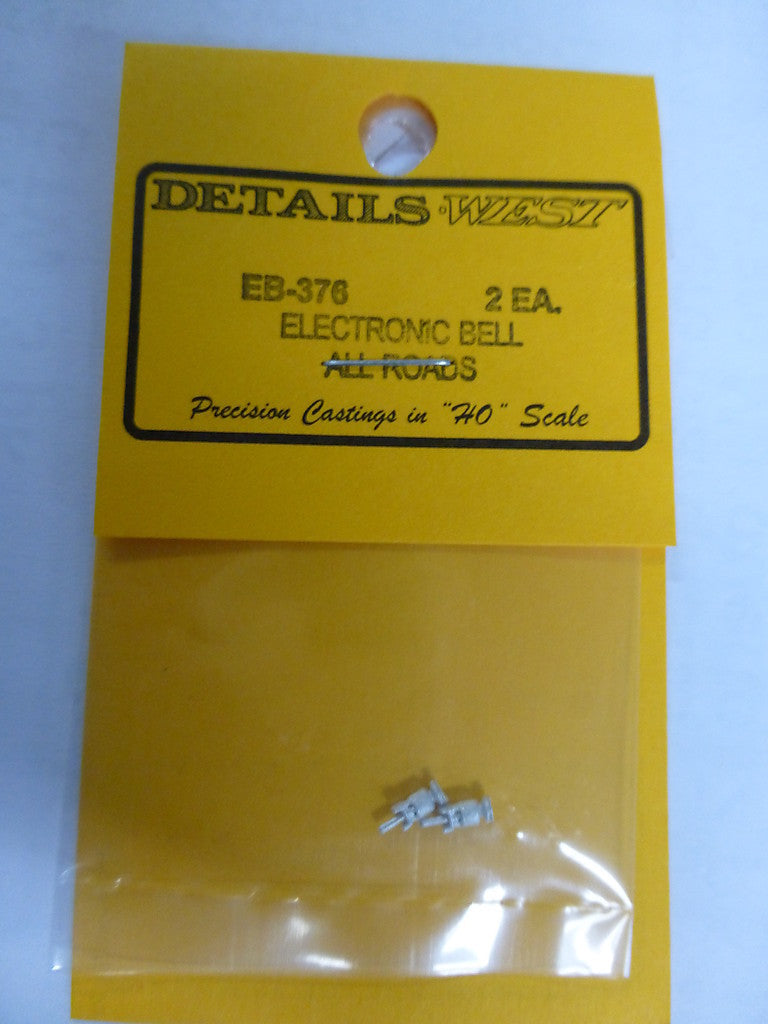 DETAILS·WEST
EB-376 2 EA.
ELECTRONIC BELL
ALL ROADS
Precision Castings in "HO" Scale